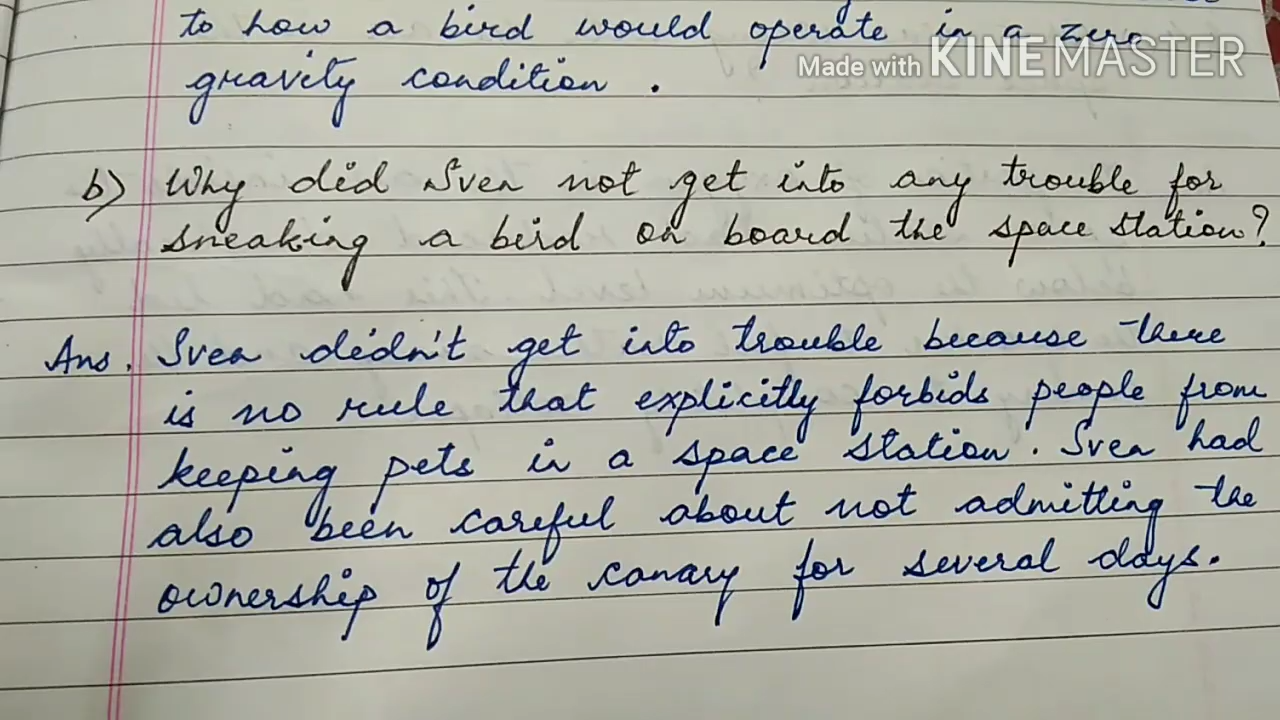 to how a bird would operate in a zero
Made with KINEMASTER
gravity condition .
b) Why did Sven not get into any trouble for
sneaking a bird on board the space station?
Ans. Sven didn't get into trouble because there
is no rule that explicitly forbids people from
keeping pets in a space station. Sven had
also been careful about not admitting the
ownership of the canary for several days.